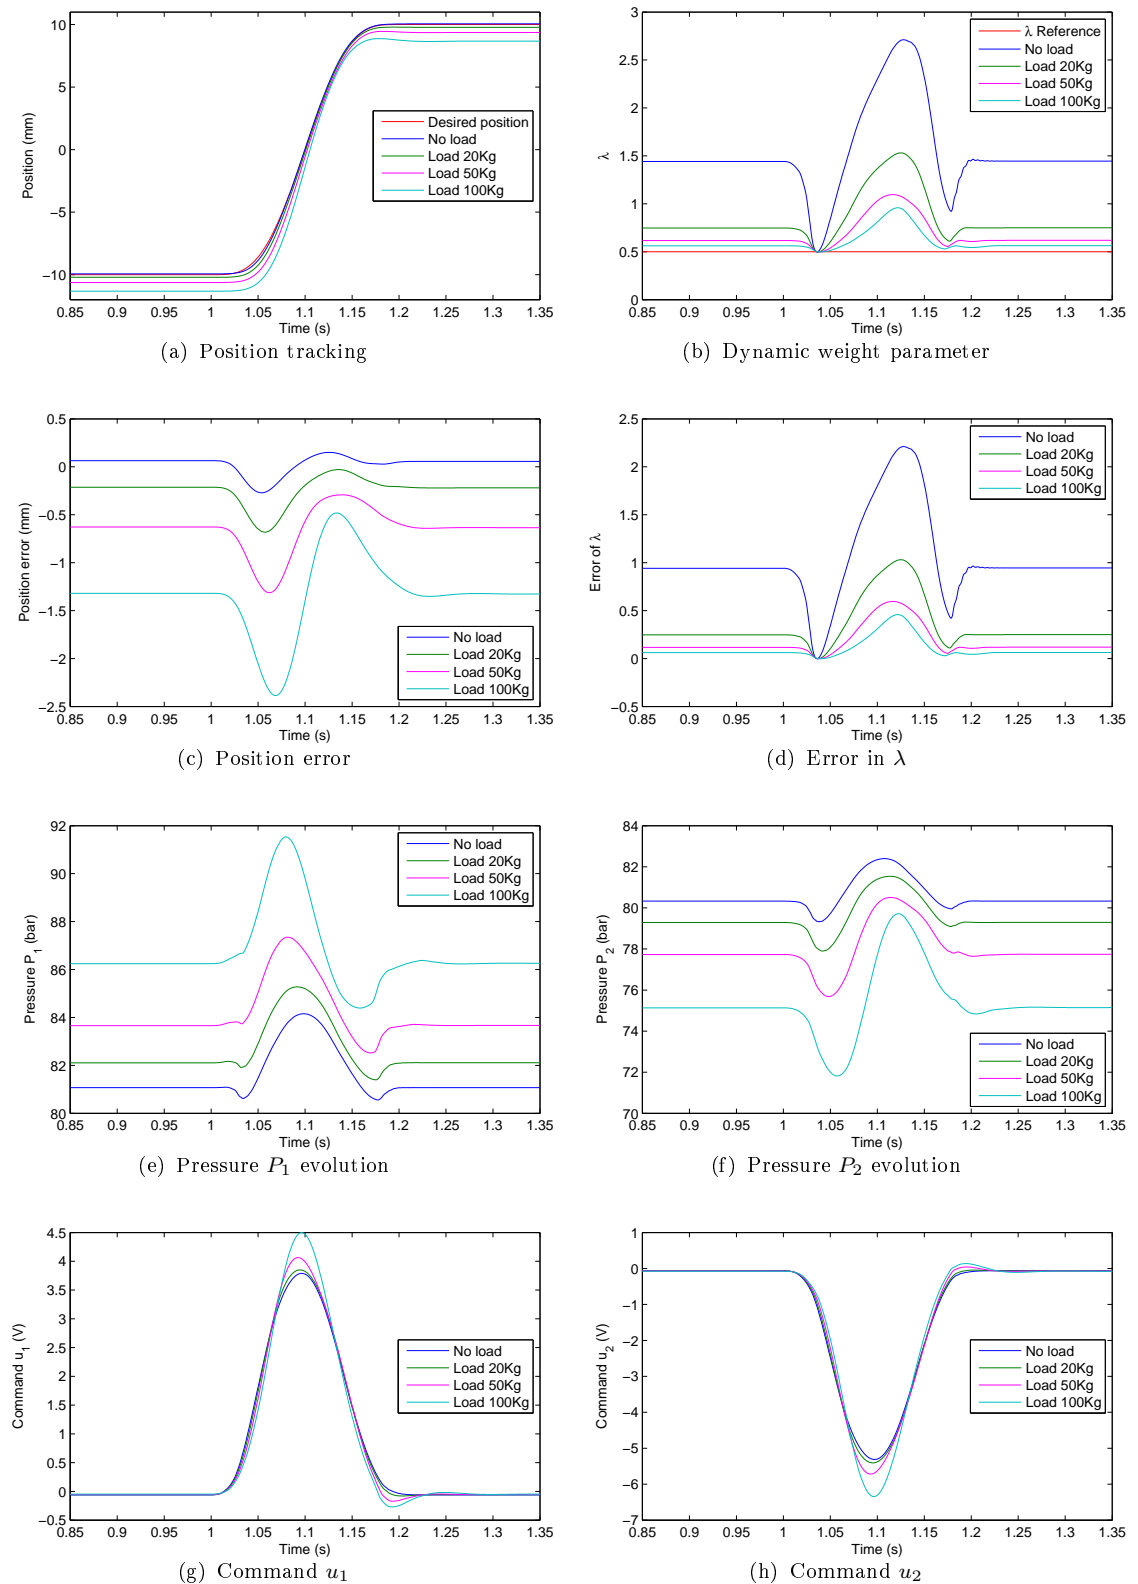 10
5
0
−5
−10
0.85 0.9 0.95 1 1.05 1.1 1.15 1.2 1.25 1.3 1.35
Time (s)
Position (mm)
Desired position
No load
Load 20Kg
Load 50Kg
Load 100Kg
(a) Position tracking
3
2.5
2
1.5
1
0.5
0
0.85 0.9 0.95 1 1.05 1.1 1.15 1.2 1.25 1.3 1.35
Time (s)
λ
λ Reference
No load
Load 20Kg
Load 50Kg
Load 100Kg
(b) Dynamic weight parameter
0.5
0
−0.5
−1
−1.5
−2
−2.5
0.85 0.9 0.95 1 1.05 1.1 1.15 1.2 1.25 1.3 1.35
Time (s)
Position error (mm)
No load
Load 20Kg
Load 50Kg
Load 100Kg
(c) Position error
2.5
2
1.5
1
0.5
0
−0.5
0.85 0.9 0.95 1 1.05 1.1 1.15 1.2 1.25 1.3 1.35
Time (s)
Error of λ
No load
Load 20Kg
Load 50Kg
Load 100Kg
(d) Error in λ
92
90
88
86
84
82
80
0.85 0.9 0.95 1 1.05 1.1 1.15 1.2 1.25 1.3 1.35
Time (s)
Pressure P1 (bar)
No load
Load 20Kg
Load 50Kg
Load 100Kg
(e) Pressure P1 evolution
84
82
80
78
76
74
72
70
0.85 0.9 0.95 1 1.05 1.1 1.15 1.2 1.25 1.3 1.35
Time (s)
Pressure P2 (bar)
No load
Load 20Kg
Load 50Kg
Load 100Kg
(f) Pressure P2 evolution
4.5
4
3.5
3
2.5
2
1.5
1
0.5
0
−0.5
0.85 0.9 0.95 1 1.05 1.1 1.15 1.2 1.25 1.3 1.35
Time (s)
Command u1 (V)
No load
Load 20Kg
Load 50Kg
Load 100Kg
(g) Command u1
1
0
−1
−2
−3
−4
−5
−6
−7
0.85 0.9 0.95 1 1.05 1.1 1.15 1.2 1.25 1.3 1.35
Time (s)
Command u2 (V)
No load
Load 20Kg
Load 50Kg
Load 100Kg
(h) Command u2